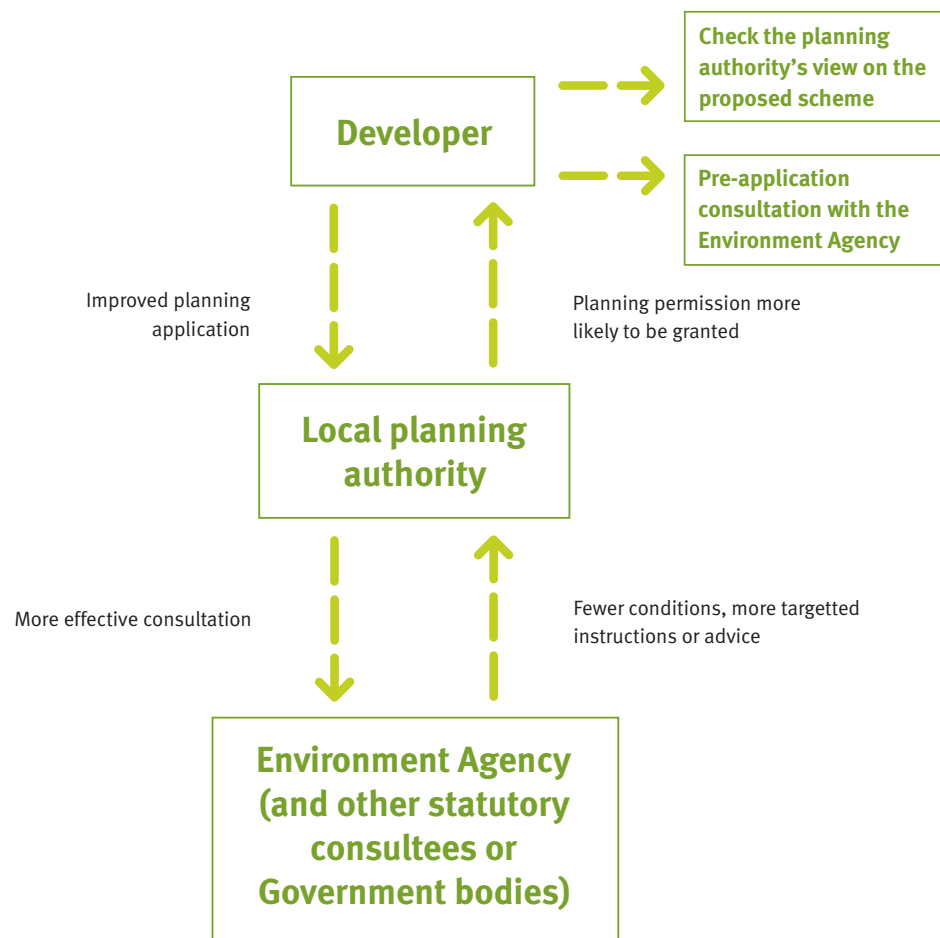 Check the planning
authority’s view on the
proposed scheme
Developer
Pre-application
consultation with the
Environment Agency
Improved planning
application
Planning permission more
likely to be granted
Local planning
authority
More effective consultation
Fewer conditions, more targetted
instructions or advice
Environment Agency
(and other statutory
consultees or
Government bodies)